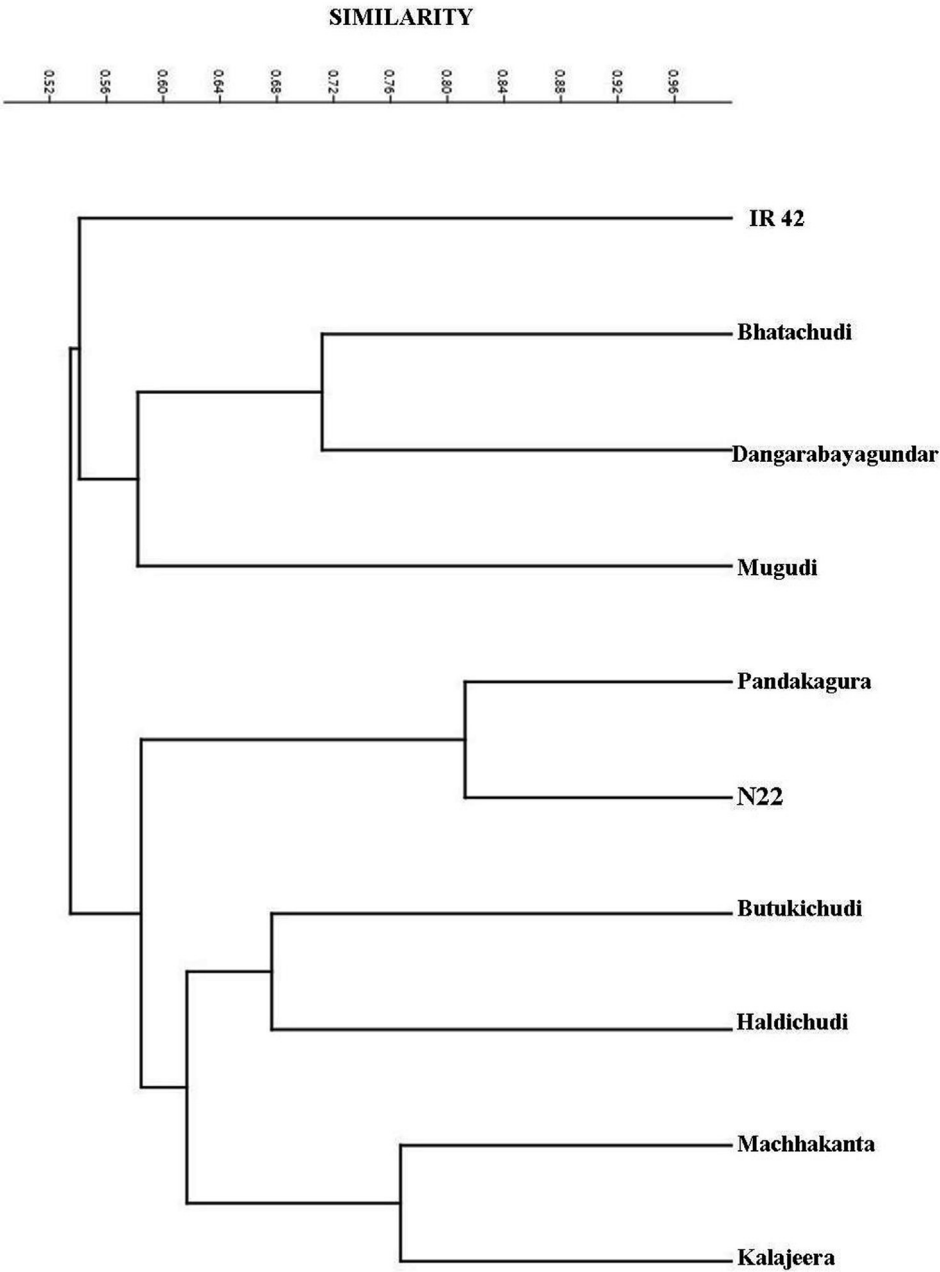 SIMILARITY
0.52 0.56 0.60 0.64 0.68 0.72 0.76 0.80 0.84 0.88 0.92 0.96
IR 42
Bhatachudi
Dangarabayagundar
Mugudi
Pandakagura
N22
Butukichudi
Haldichudi
Machhakanta
Kalajeera